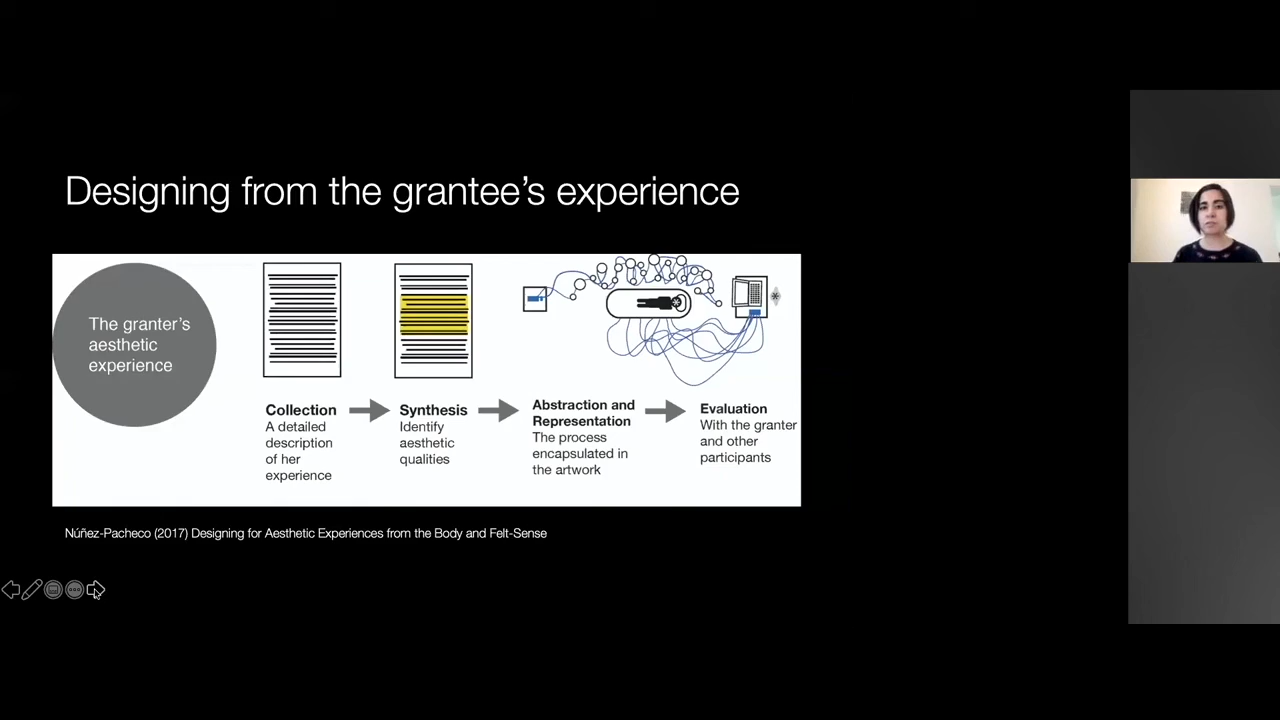 Designing from the grantee’s experience
The granter’s
aesthetic
experience
Collection
A detailed
description
of her
experience
Synthesis
Identify
aesthetic
qualities
Abstraction and
Representation
The process
encapsulated in
the artwork
Evaluation
With the granter
and other
participants
Núñez-Pacheco (2017) Designing for Aesthetic Experiences from the Body and Felt-Sense